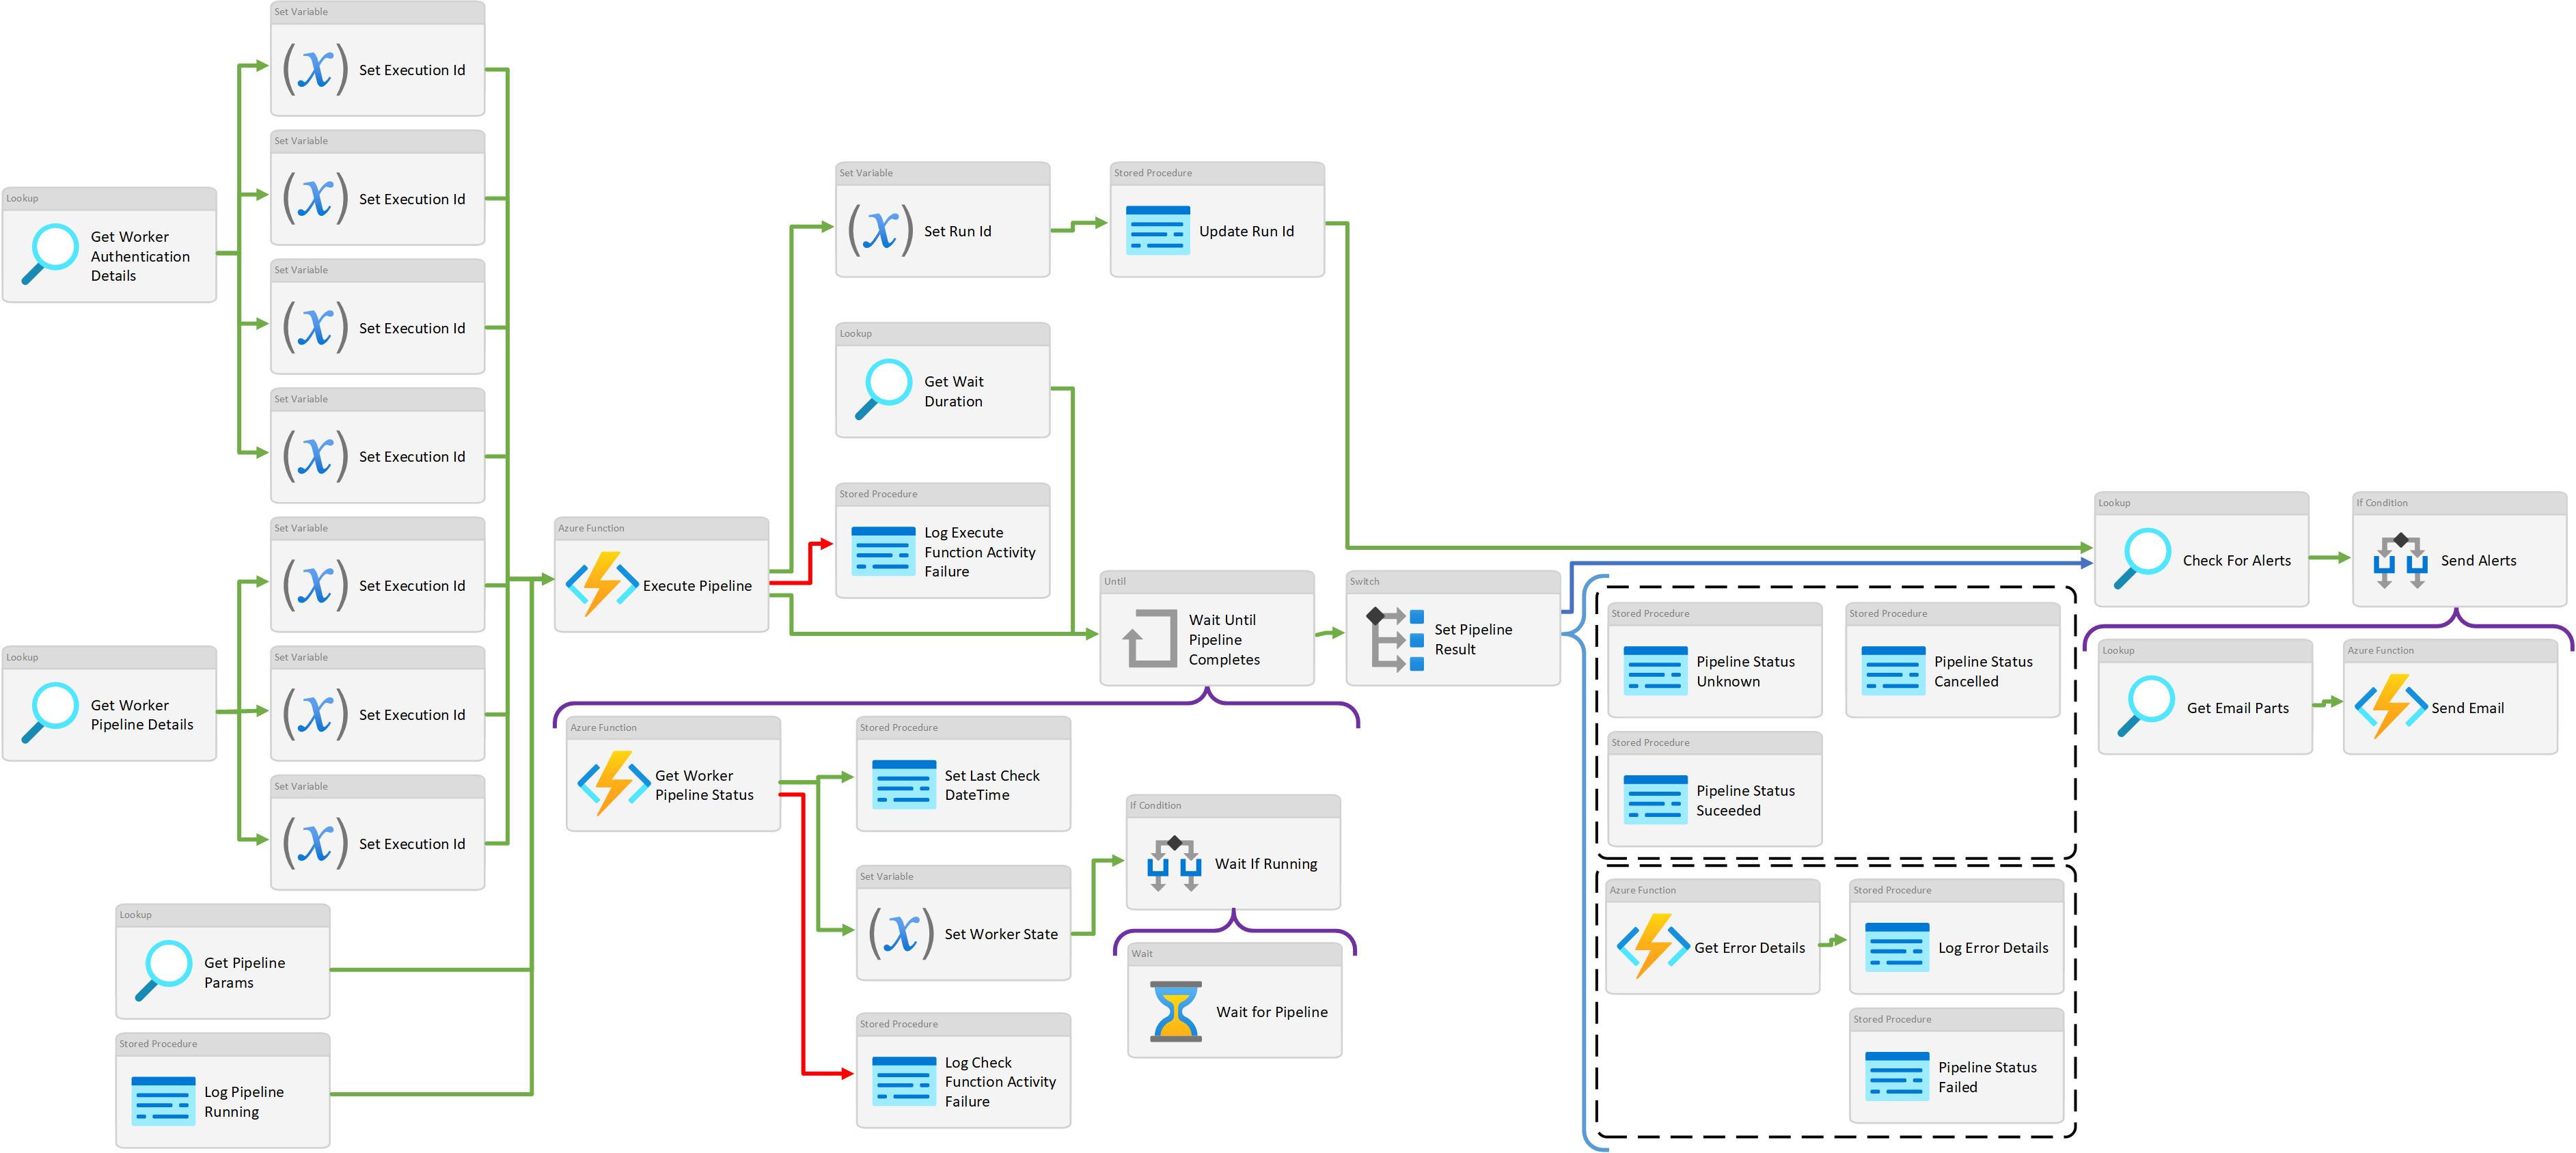 Set Variable
Set Execution Id
Set Variable
Set Execution Id
Set Variable
Set Execution Id
Set Variable
Set Execution Id
Set Variable
Set Execution Id
Set Variable
Set Execution Id
Set Variable
Set Execution Id
Lookup
Get Worker
Authentication
Details
Lookup
Get Worker
Pipeline Details
Lookup
Get Pipeline
Params
Stored Procedure
Log Pipeline
Running
Azure Function
Execute Pipeline
Set Variable
Set Run Id
Stored Procedure
Update Run Id
Lookup
Get Wait
Duration
Stored Procedure
Log Execute
Function Activity
Failure
Until
Wait Until
Pipeline
Completes
Switch
Set Pipeline
Result
Azure Function
Get Worker
Pipeline Status
Stored Procedure
Set Last Check
DateTime
Set Variable
Set Worker State
Stored Procedure
Log Check
Function Activity
Failure
If Condition
Wait If Running
Wait
Wait for Pipeline
Stored Procedure
Pipeline Status
Unknown
Stored Procedure
Pipeline Status
Cancelled
Stored Procedure
Pipeline Status
Suceeded
Azure Function
Get Error Details
Stored Procedure
Log Error Details
Stored Procedure
Pipeline Status
Failed
Lookup
Check For Alerts
If Condition
Send Alerts
Lookup
Get Email Parts
Azure Function
Send Email